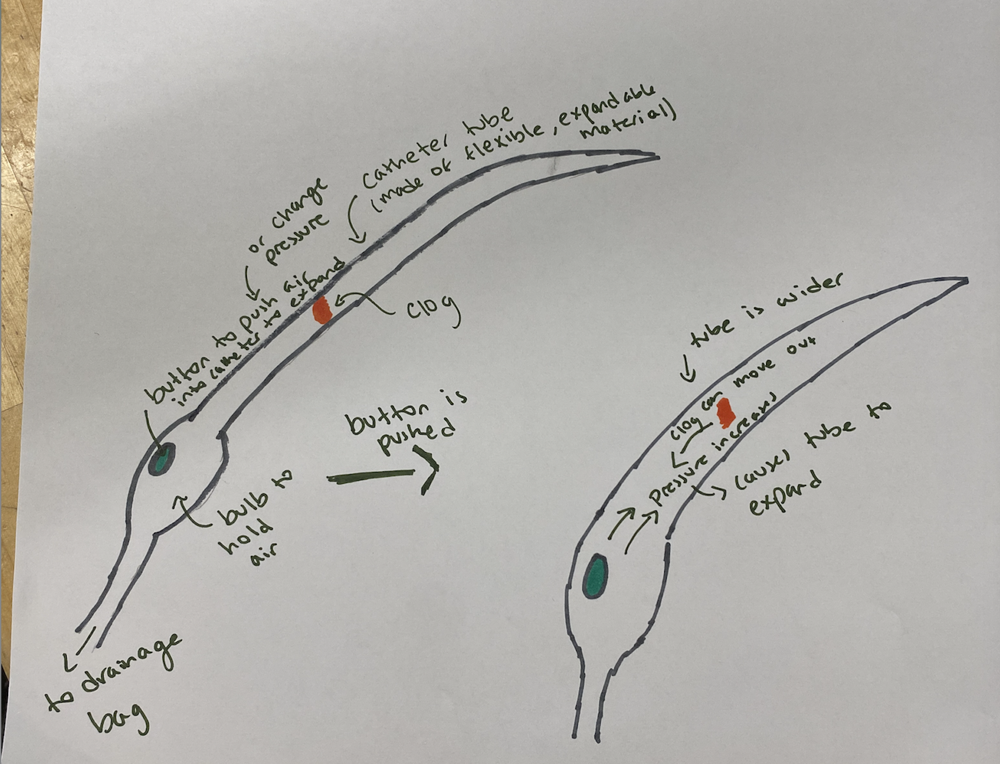 catheter tube
(made of flexible, expandable
material)
or change
pressure
button to push air
into catheter to expand
clog
bulb to
hold
air
to drainage
bag
button is
pushed
tube is wider
clog can move out
pressure increases
causes tube to
expand